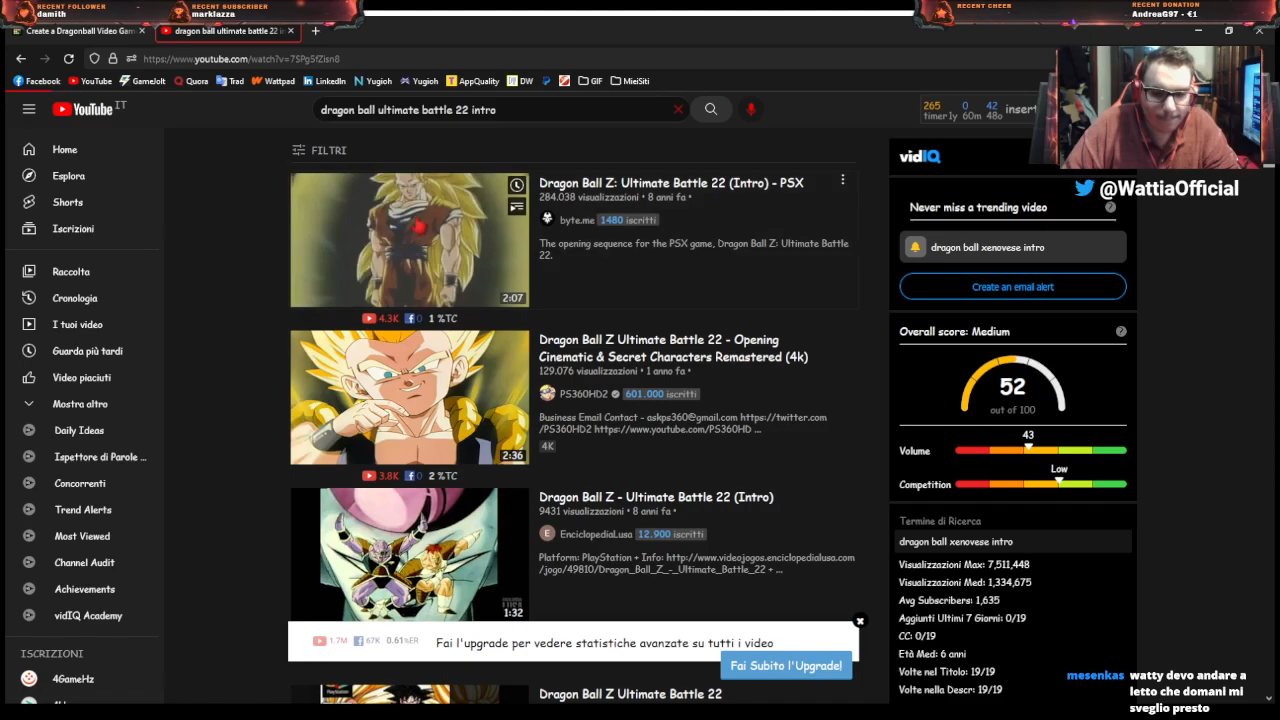 RECENT FOLLOWER
damith
RECENT SUBSCRIBER
marklazza
RECENT CHEER
RECENT DONATION
AndreaG97 - €1
Create a Dragonball Video Gam
dragon ball ultimate battle 22 in
https://www.youtube.com/watch?v=7SPg5fZisn8
Facebook
YouTube
GameJolt
Quora
Trad
Wattpad
LinkedIn
Yugioh
Yugioh
AppQuality
DW
GIF
MieiSiti
YouTube IT
dragon ball ultimate battle 22 intro
265 0 42
timer1y 60m 48o
insert
Home
Esplora
Shorts
Iscrizioni
Raccolta
Cronologia
I tuoi video
Guarda più tardi
Video piaciuti
Mostra altro
Daily Ideas
Ispettore di Parole ...
Concorrenti
Trend Alerts
Most Viewed
Channel Audit
Achievements
vidIQ Academy
ISCRIZIONI
4GameHz
FILTRI
2:07
Dragon Ball Z: Ultimate Battle 22 (Intro) - PSX
284.038 visualizzazioni • 8 anni fa •
byte.me 1480 iscritti
The opening sequence for the PSX game, Dragon Ball Z: Ultimate Battle
22.
4.3K 0 1 %TC
2:36
Dragon Ball Z Ultimate Battle 22 - Opening
Cinematic & Secret Characters Remastered (4k)
129.076 visualizzazioni • 1 anno fa •
PS360HD2 601.000 iscritti
Business Email Contact - askps360@gmail.com https://twitter.com
/PS360HD2 https://www.youtube.com/PS360HD ...
4K
3.8K 0 2 %TC
1:32
Dragon Ball Z - Ultimate Battle 22 (Intro)
9431 visualizzazioni • 8 anni fa •
E EnciclopediaLusa 12.900 iscritti
Platform: PlayStation + Info: http://www.videojogos.enciclopedialusa.com
/jogo/49810/Dragon_Ball_Z_-_Ultimate_Battle_22 + ...
1.7M 67K 0.61%ER
Fai l'upgrade per vedere statistiche avanzate su tutti i video
Fai Subito l'Upgrade!
PlayStation
Dragon Ball Z Ultimate Battle 22
vidIQ
@WattiaOfficial
Never miss a trending video
dragon ball xenovese intro
Create an email alert
Overall score: Medium
52
out of 100
43
Volume
Low
Competition
Termine di Ricerca
dragon ball xenovese intro
Visualizzazioni Max: 7,511,448
Visualizzazioni Med: 1,334,675
Avg Subscribers: 1,635
Aggiunti Ultimi 7 Giorni: 0/19
CC: 0/19
Età Med: 6 anni
Volte nel Titolo: 19/19
Volte nella Descr: 19/19
mesenkas watty devo andare a
letto che domani mi
sveglio presto